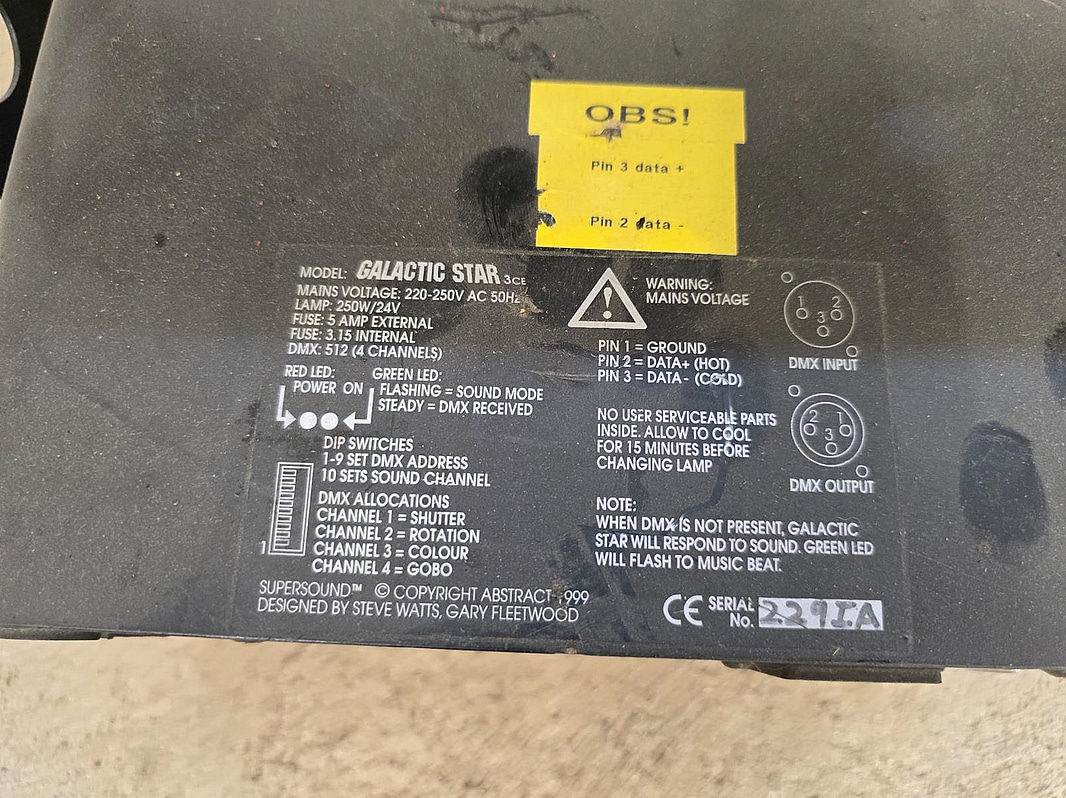 OBS!
Pin 3 data +
Pin 2 data -
MODEL: GALACTIC STAR 3CE
MAINS VOLTAGE: 220-250V AC 50Hz
LAMP: 250W/24V
FUSE: 5 AMP EXTERNAL
FUSE: 3.15 INTERNAL
DMX: 512 (4 CHANNELS)
RED LED:
POWER ON
GREEN LED:
FLASHING = SOUND MODE
STEADY = DMX RECEIVED
DIP SWITCHES
1-9 SET DMX ADDRESS
10 SETS SOUND CHANNEL
1
DMX ALLOCATIONS
CHANNEL 1 = SHUTTER
CHANNEL 2 = ROTATION
CHANNEL 3 = COLOUR
CHANNEL 4 = GOBO
SUPERSOUND™ © COPYRIGHT ABSTRACT 1999
DESIGNED BY STEVE WATTS, GARY FLEETWOOD
!
WARNING:
MAINS VOLTAGE
PIN 1 = GROUND
PIN 2 = DATA+ (HOT)
PIN 3 = DATA- (COLD)
NO USER SERVICEABLE PARTS
INSIDE. ALLOW TO COOL
FOR 15 MINUTES BEFORE
CHANGING LAMP
NOTE:
WHEN DMX IS NOT PRESENT, GALACTIC
STAR WILL RESPOND TO SOUND. GREEN LED
WILL FLASH TO MUSIC BEAT.
1 2
3
DMX INPUT
2 1
3
DMX OUTPUT
CE SERIAL
No. 2291A